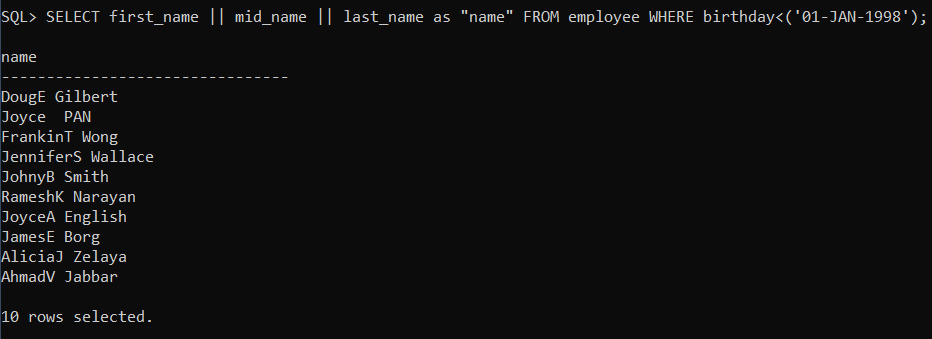 SQL> SELECT first_name || mid_name || last_name as "name" FROM employee WHERE birthday<('01-JAN-1998');
name
--------------------------------
DougE Gilbert
Joyce  PAN
FrankinT Wong
JenniferS Wallace
JohnyB Smith
RameshK Narayan
JoyceA English
JamesE Borg
AliciaJ Zelaya
AhmadV Jabbar
10 rows selected.